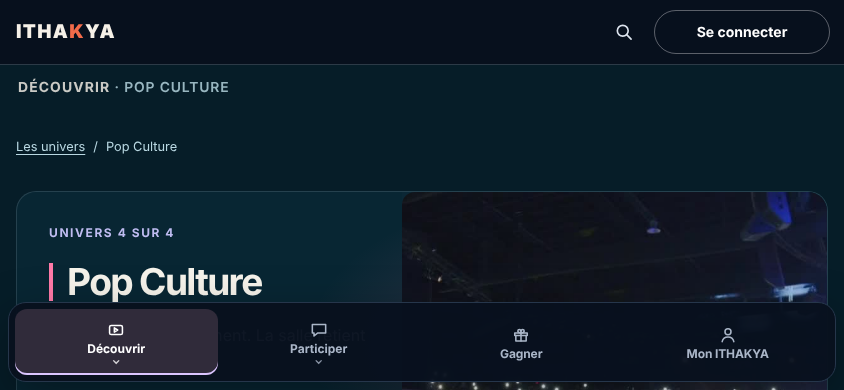 ITHAKYA
Se connecter
DÉCOUVRIR · POP CULTURE
Les univers / Pop Culture
UNIVERS 4 SUR 4
Pop Culture
Découvrir
Participer
Gagner
Mon ITHAKYA